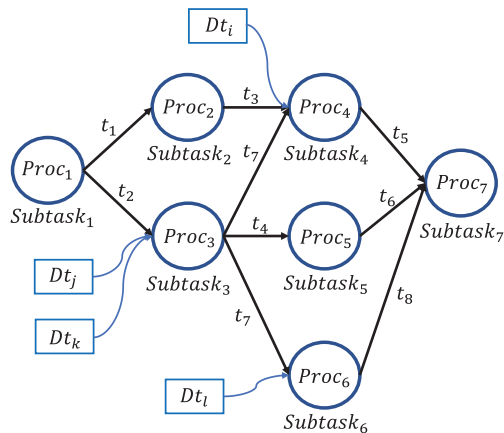 Dt_i
Proc_2
t_3
Proc_4
t_1
t_5
Subtask_2
t_7
Subtask_4
Proc_1
Proc_7
t_2
t_6
Subtask_1
Proc_3
t_4
Proc_5
Subtask_7
Dt_j
Subtask_3
Subtask_5
t_8
Dt_k
t_7
Proc_6
Dt_l
Subtask_6